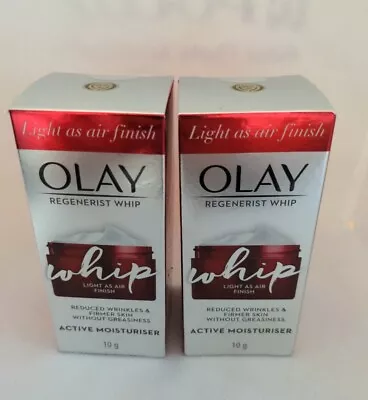 Light as air finish
OLAY
REGENERIST WHIP
whip
LIGHT AS AIR
FINISH
REDUCED WRINKLES &
FIRMER SKIN
WITHOUT GREASINESS
ACTIVE MOISTURISER
10 g
Light as air finish
OLAY
REGENERIST WHIP
whip
LIGHT AS AIR
FINISH
REDUCED WRINKLES &
FIRMER SKIN
WITHOUT GREASINESS
ACTIVE MOISTURISER
10 g